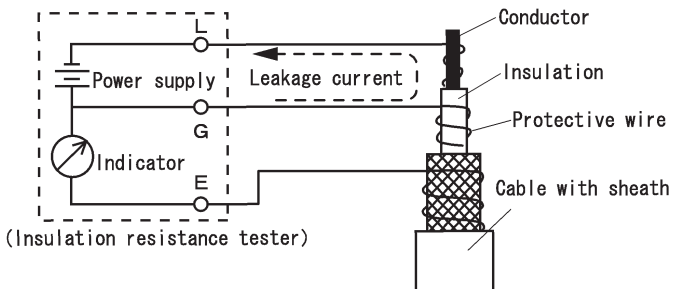 L
Conductor
Power supply
Leakage current
Insulation
G
Protective wire
Indicator
E
Cable with sheath
(Insulation resistance tester)